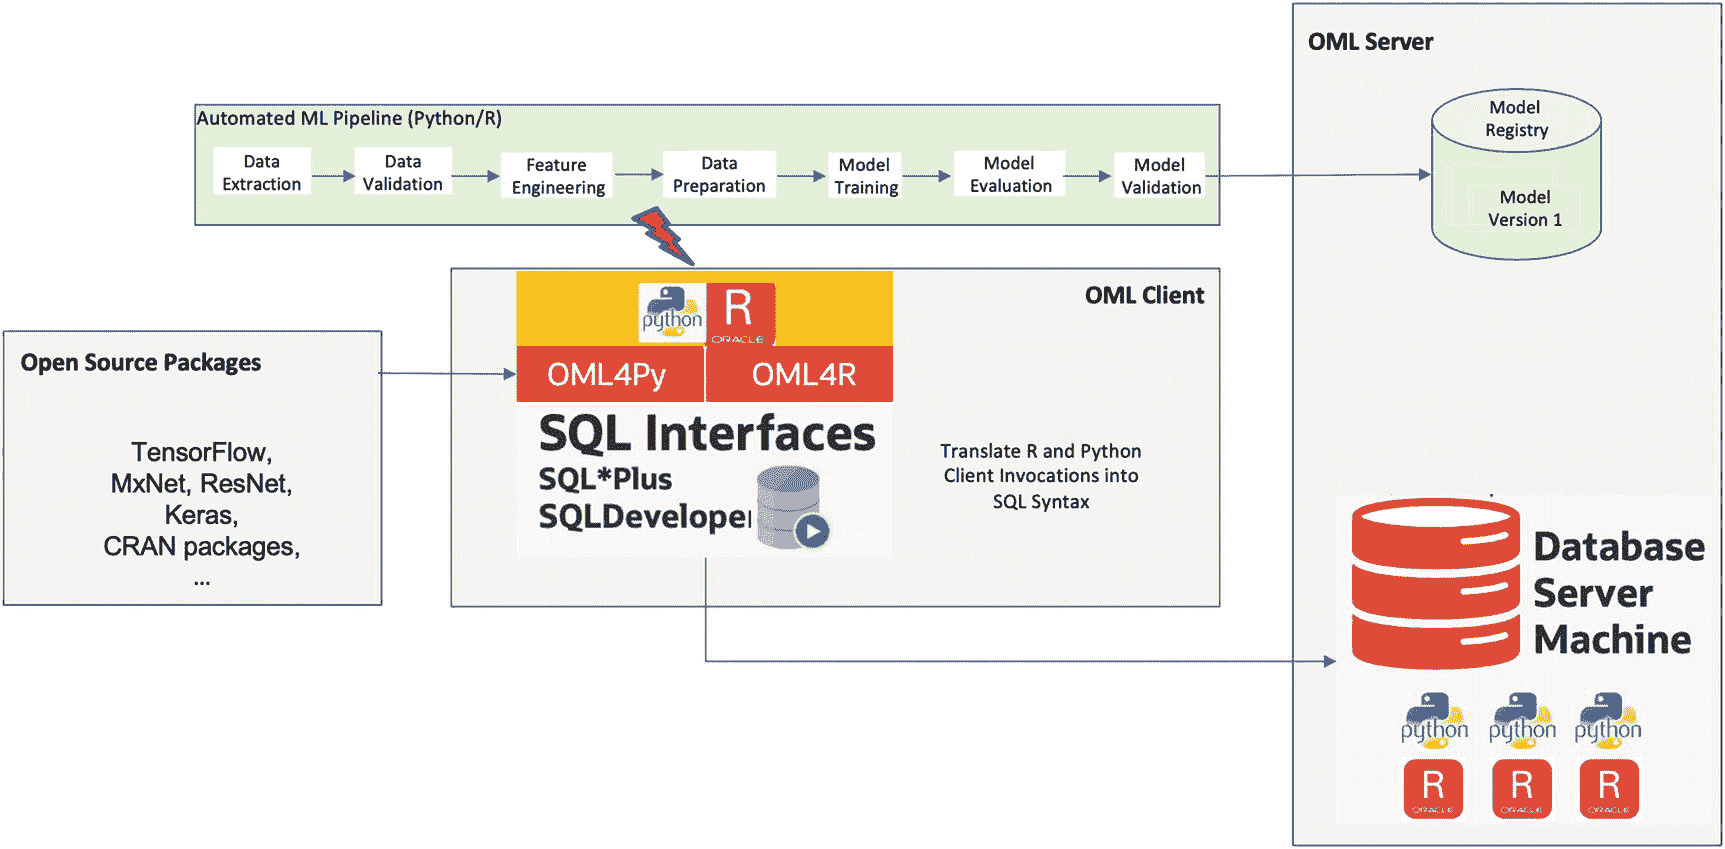 OML Server
Model
Registry
Model
Version 1
Automated ML Pipeline (Python/R)
Data
Extraction
Data
Validation
Feature
Engineering
Data
Preparation
Model
Training
Model
Evaluation
Model
Validation
OML Client
python
R
ORACLE
OML4Py
OML4R
SQL Interfaces
SQL*Plus
SQLDeveloper
Translate R and Python
Client Invocations into
SQL Syntax
Open Source Packages
TensorFlow,
MxNet, ResNet,
Keras,
CRAN packages,
...
Database
Server
Machine
python python python
R R R
ORACLE ORACLE ORACLE